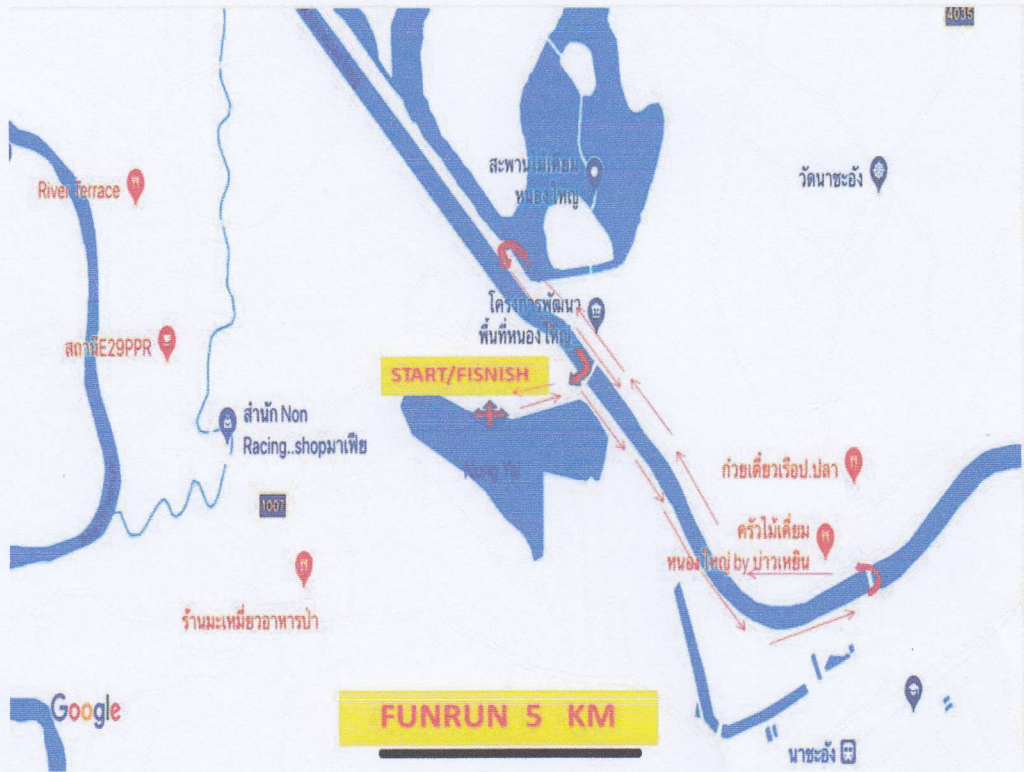 4035
สะพานไม้เคี่ยม
หนองใหญ่
วัดนาชะอัง
River Terrace
โครงการพัฒนา
พื้นที่หนองใหญ่
สถานีE29PPR
START/FISNISH
สำนัก Non
Racing..shopมาเฟีย
Nong Yai
ก๋วยเตี๋ยวเรือป.ปลา
1007
ครัวไม้เคี่ยม
หนองใหญ่ by บ่าวเหยิน
ร้านมะเหมี่ยวอาหารป่า
Google
FUNRUN 5 KM
นาชะอัง